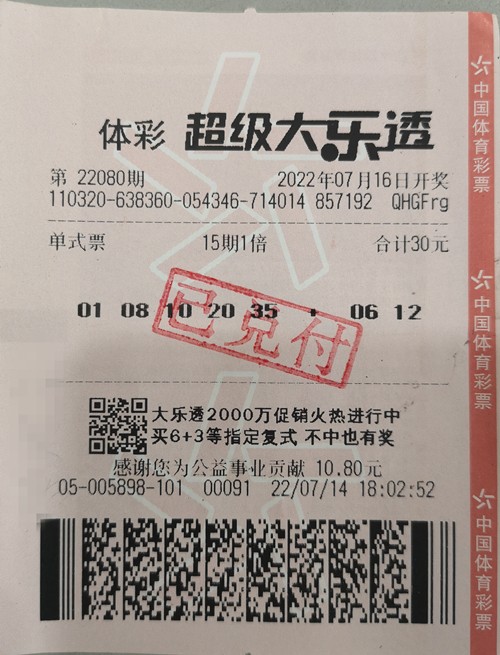 体彩 超级大乐透
第 22080期 2022年07月16日开奖
110320-638360-054346-714014 857192 QHGFrg
单式票 15期1倍 合计30元
01 08 10 20 35 + 06 12
已兑付
大乐透2000万促销火热进行中
买6+3等指定复式 不中也有奖
感谢您为公益事业贡献 10.80元
05-005898-101 00091 22/07/14 18:02:52
中国体育彩票
中国体育彩票
中国体育彩票